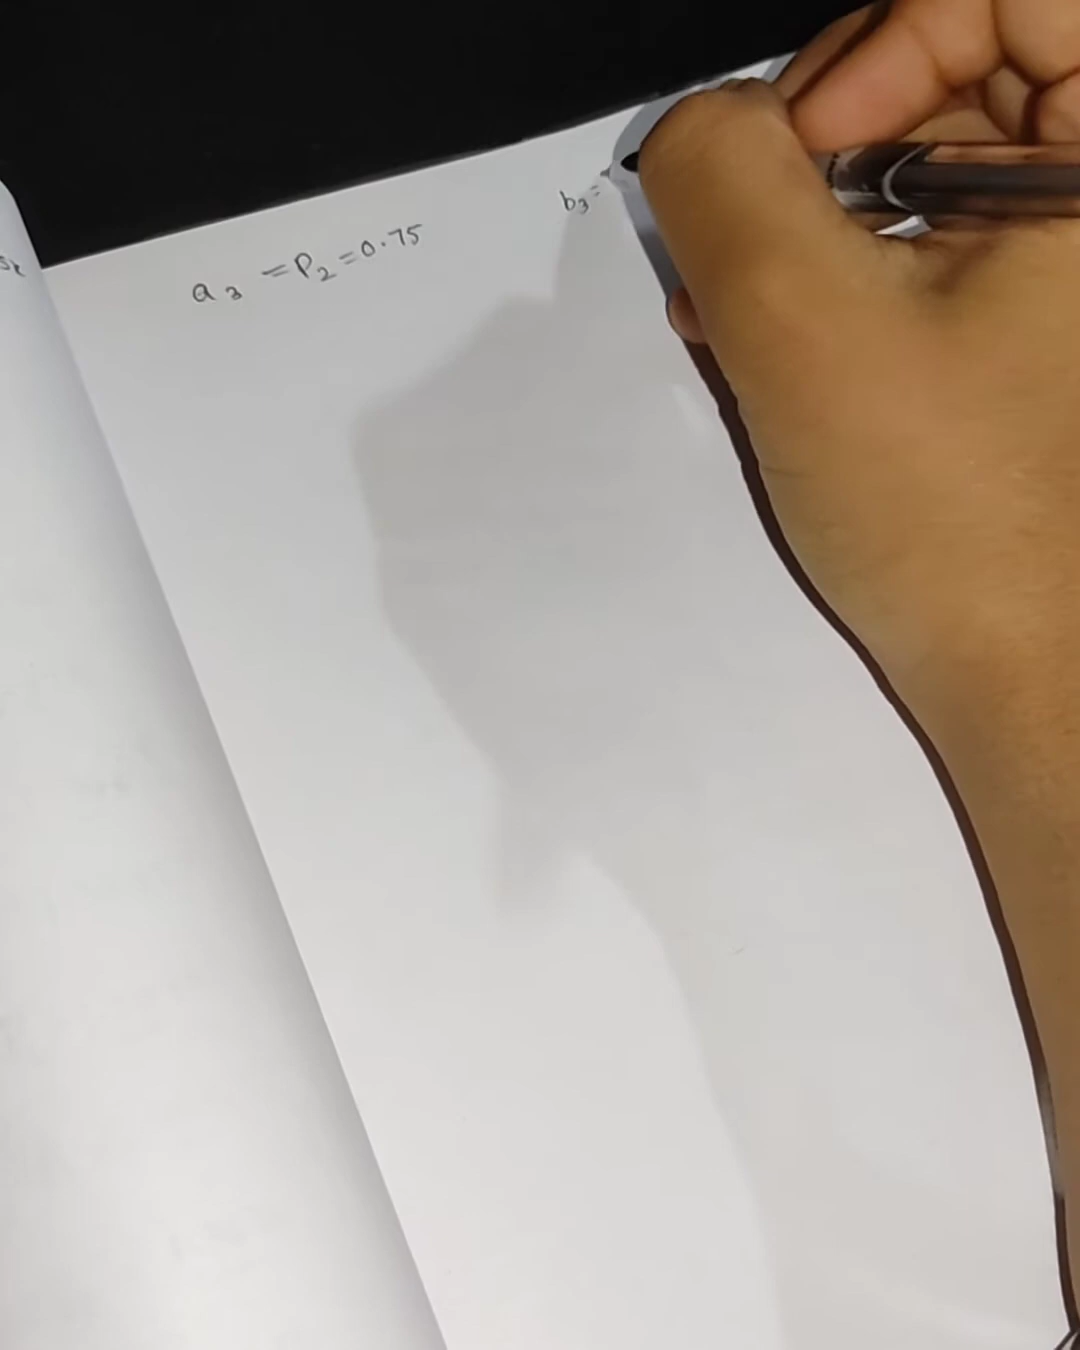 a₃ = P₂ = 0.75
b₃ =